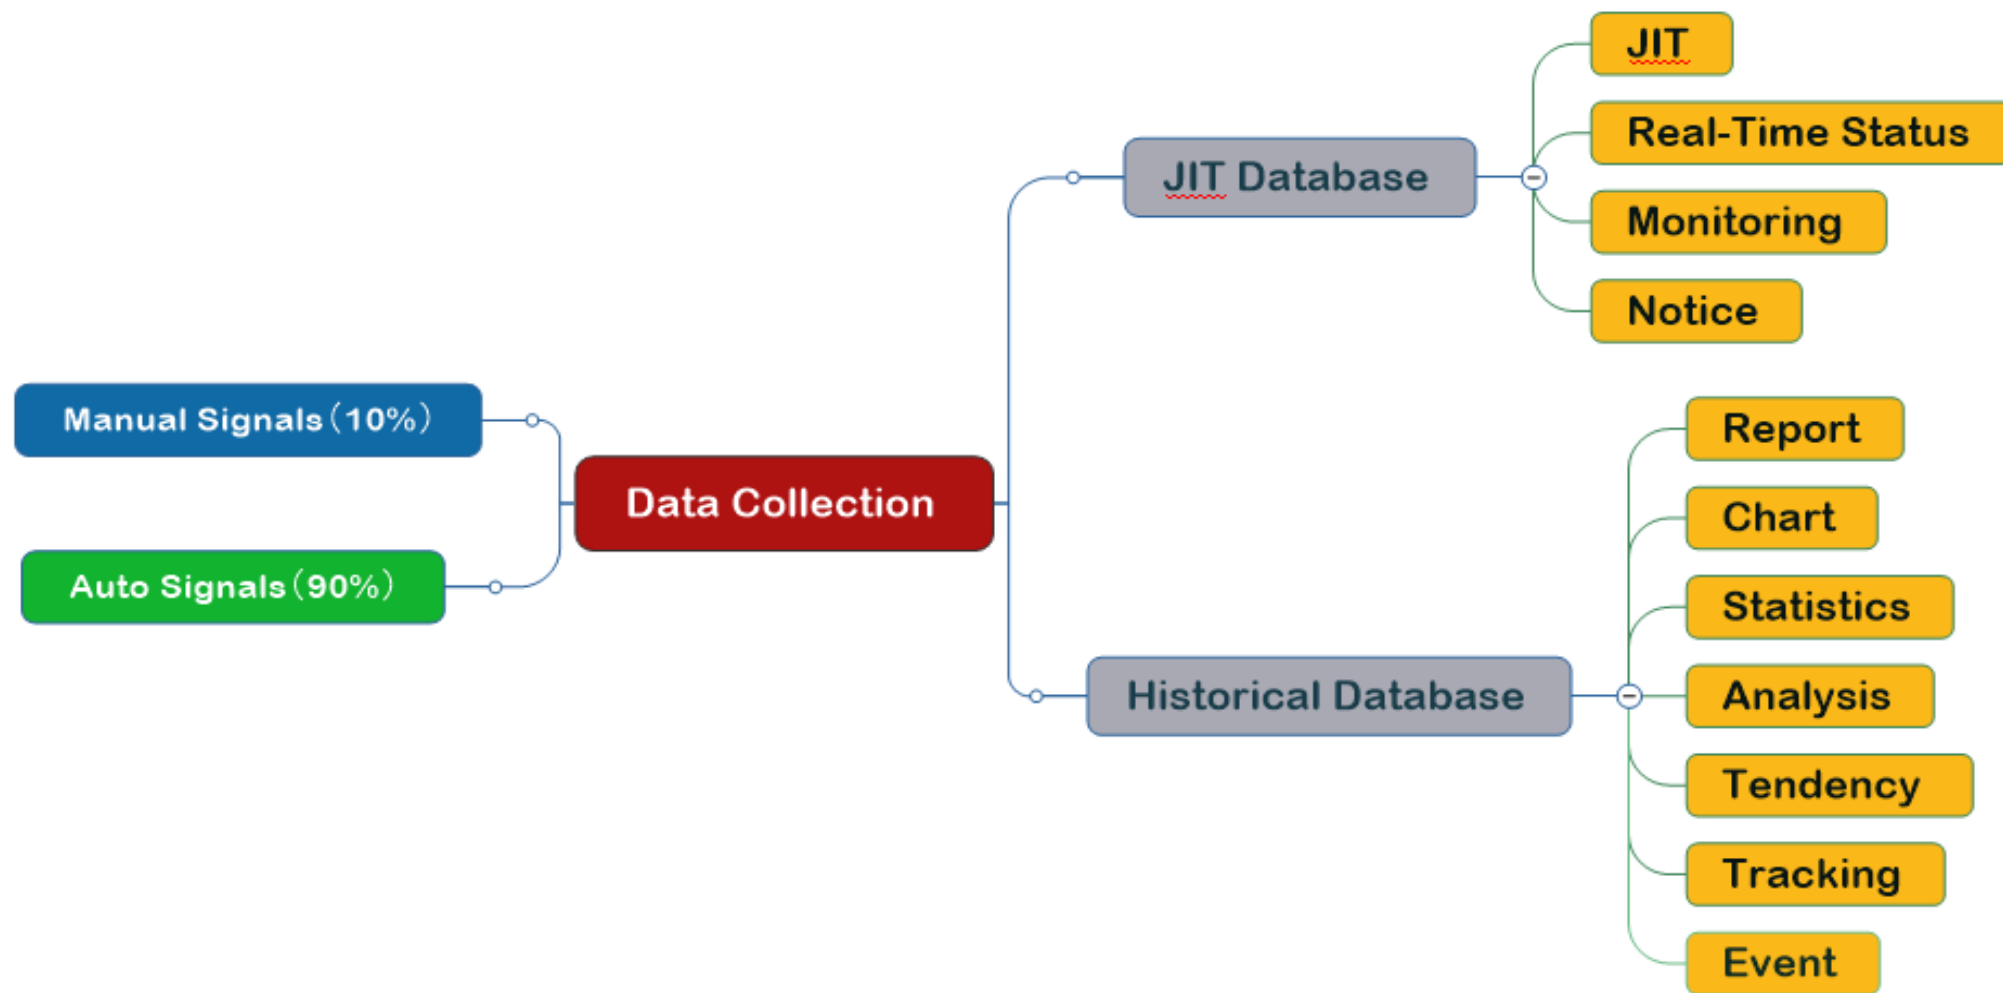 Manual Signals（10%）
Auto Signals（90%）
Data Collection
JIT Database
JIT
Real-Time Status
Monitoring
Notice
Historical Database
Report
Chart
Statistics
Analysis
Tendency
Tracking
Event